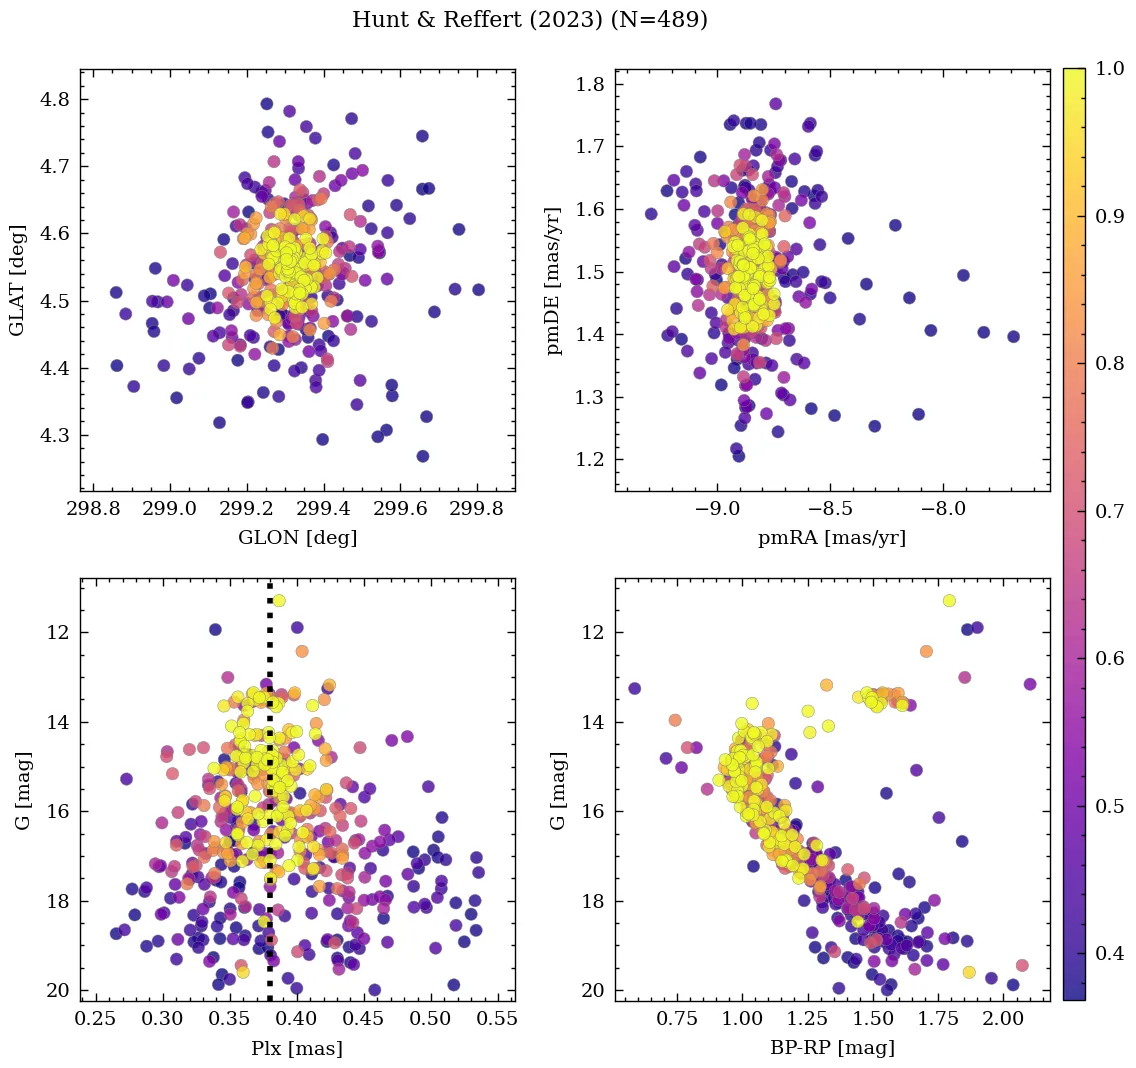 Hunt & Reffert (2023) (N=489)
4.8
4.7
4.6
4.5
4.4
4.3
GLAT [deg]
298.8 299.0 299.2 299.4 299.6 299.8
GLON [deg]
1.8
1.7
1.6
1.5
1.4
1.3
1.2
pmDE [mas/yr]
−9.0 −8.5 −8.0
pmRA [mas/yr]
12
14
16
18
20
G [mag]
0.25 0.30 0.35 0.40 0.45 0.50 0.55
Plx [mas]
12
14
16
18
20
G [mag]
0.75 1.00 1.25 1.50 1.75 2.00
BP-RP [mag]
1.0
0.9
0.8
0.7
0.6
0.5
0.4